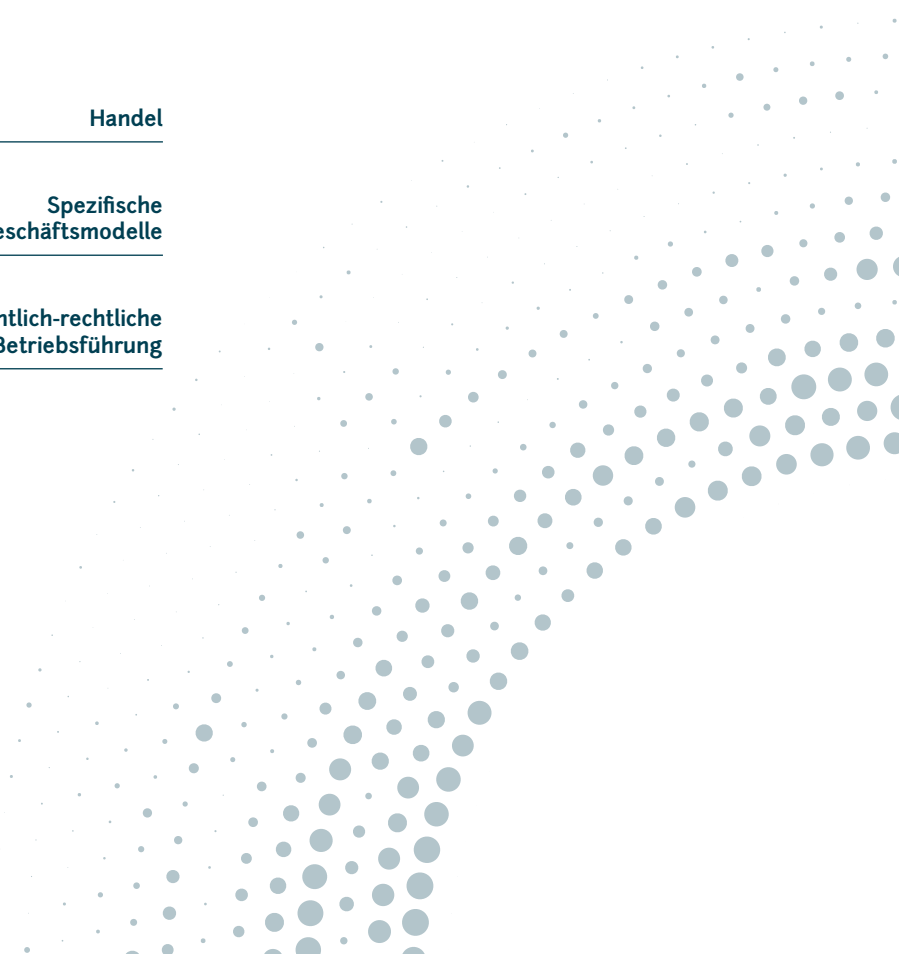 Handel
Spezifische
eschäftsmodelle
ntlich-rechtliche
Betriebsführung